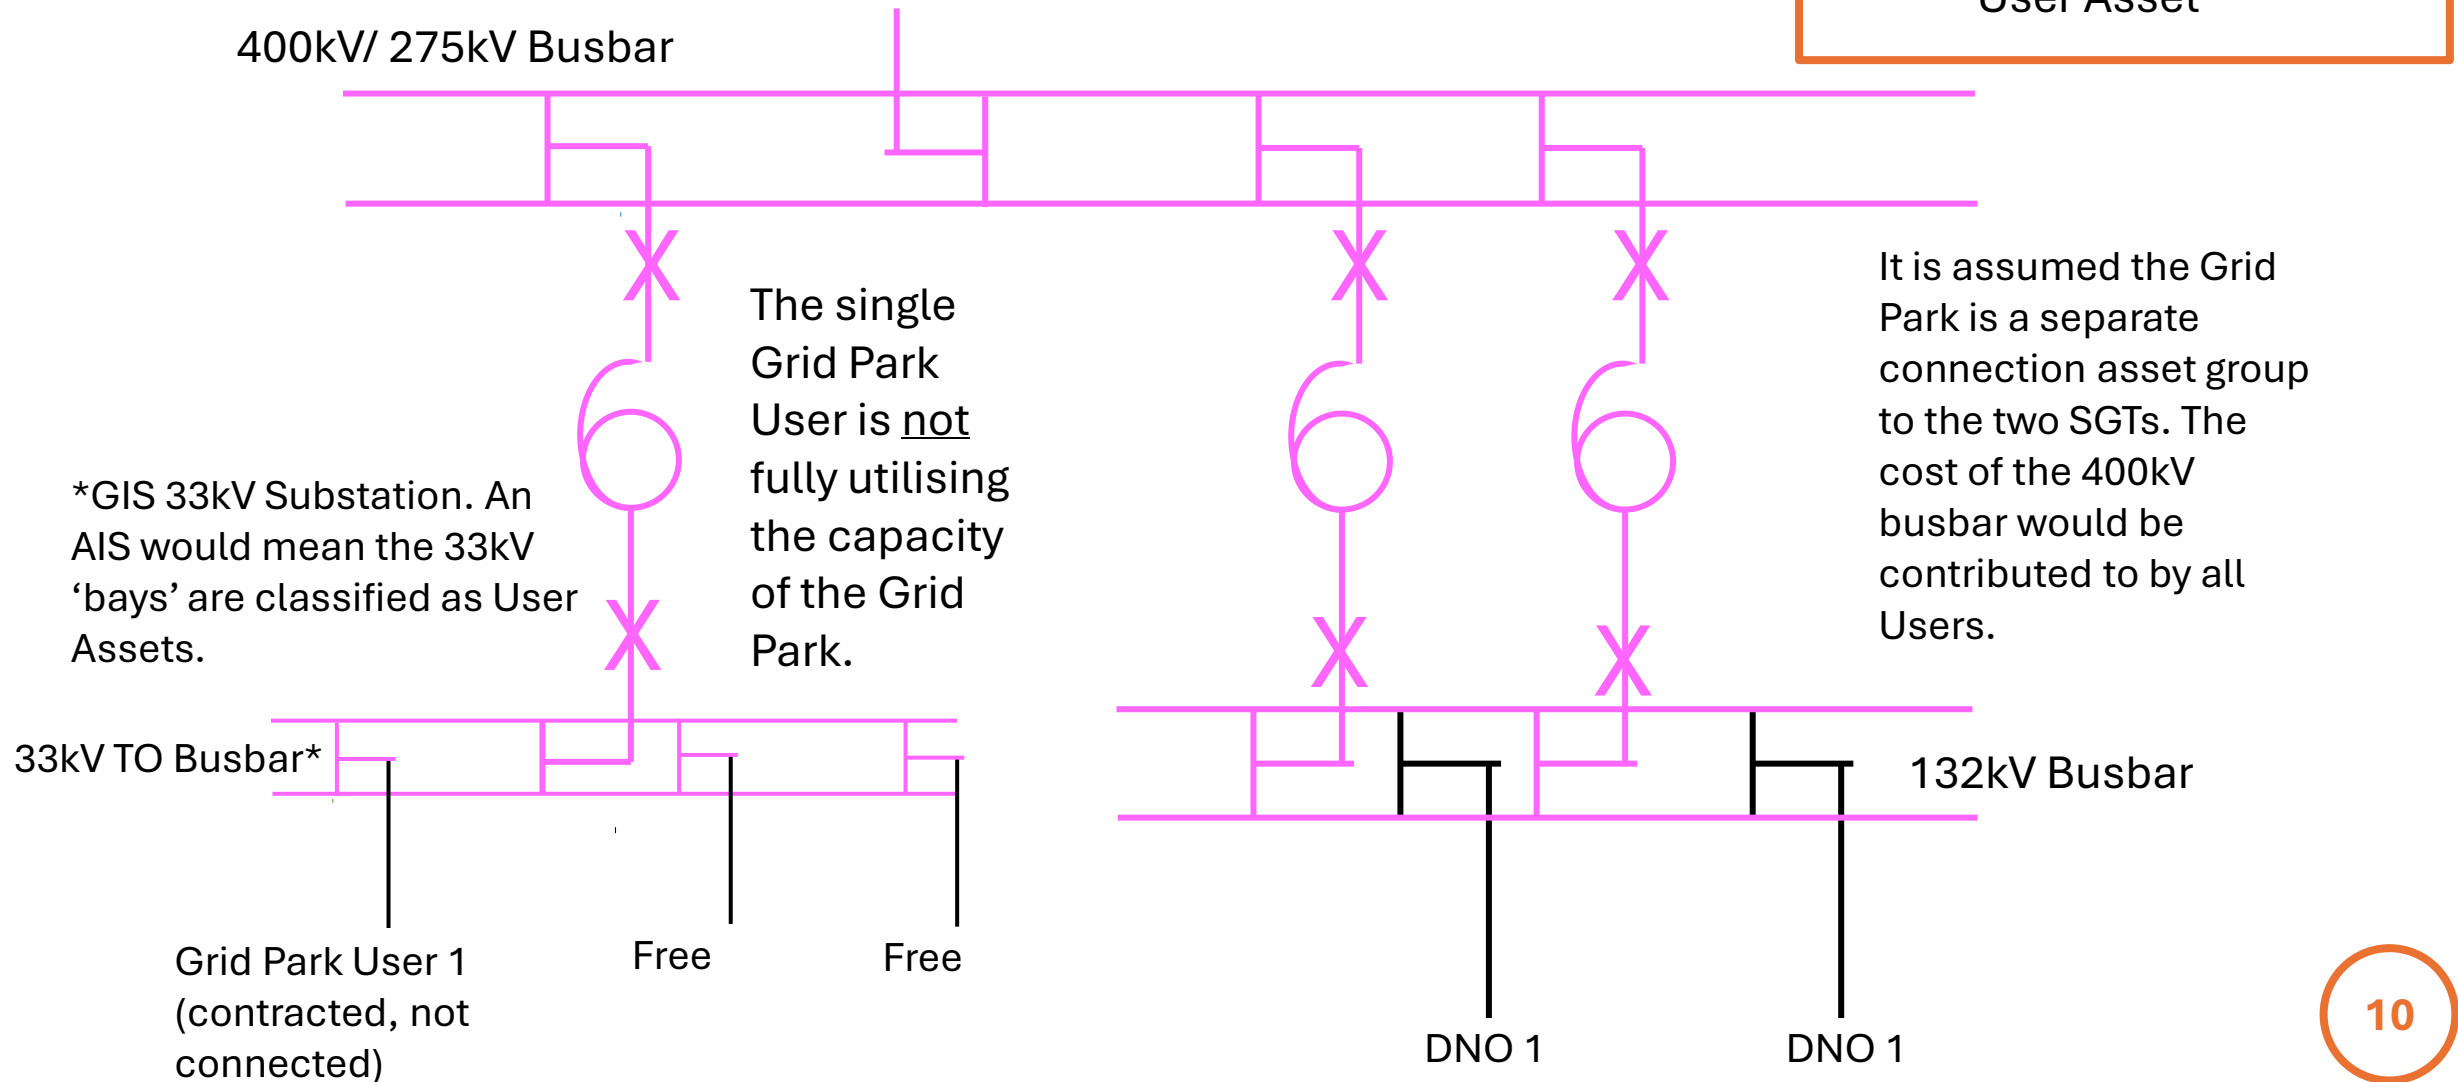 User Asset
400kV/ 275kV Busbar
The single
Grid Park
User is not
fully utilising
the capacity
of the Grid
Park.
It is assumed the Grid
Park is a separate
connection asset group
to the two SGTs. The
cost of the 400kV
busbar would be
contributed to by all
Users.
*GIS 33kV Substation. An
AIS would mean the 33kV
‘bays’ are classified as User
Assets.
33kV TO Busbar*
132kV Busbar
Grid Park User 1
(contracted, not
connected)
Free
Free
DNO 1
DNO 1
10